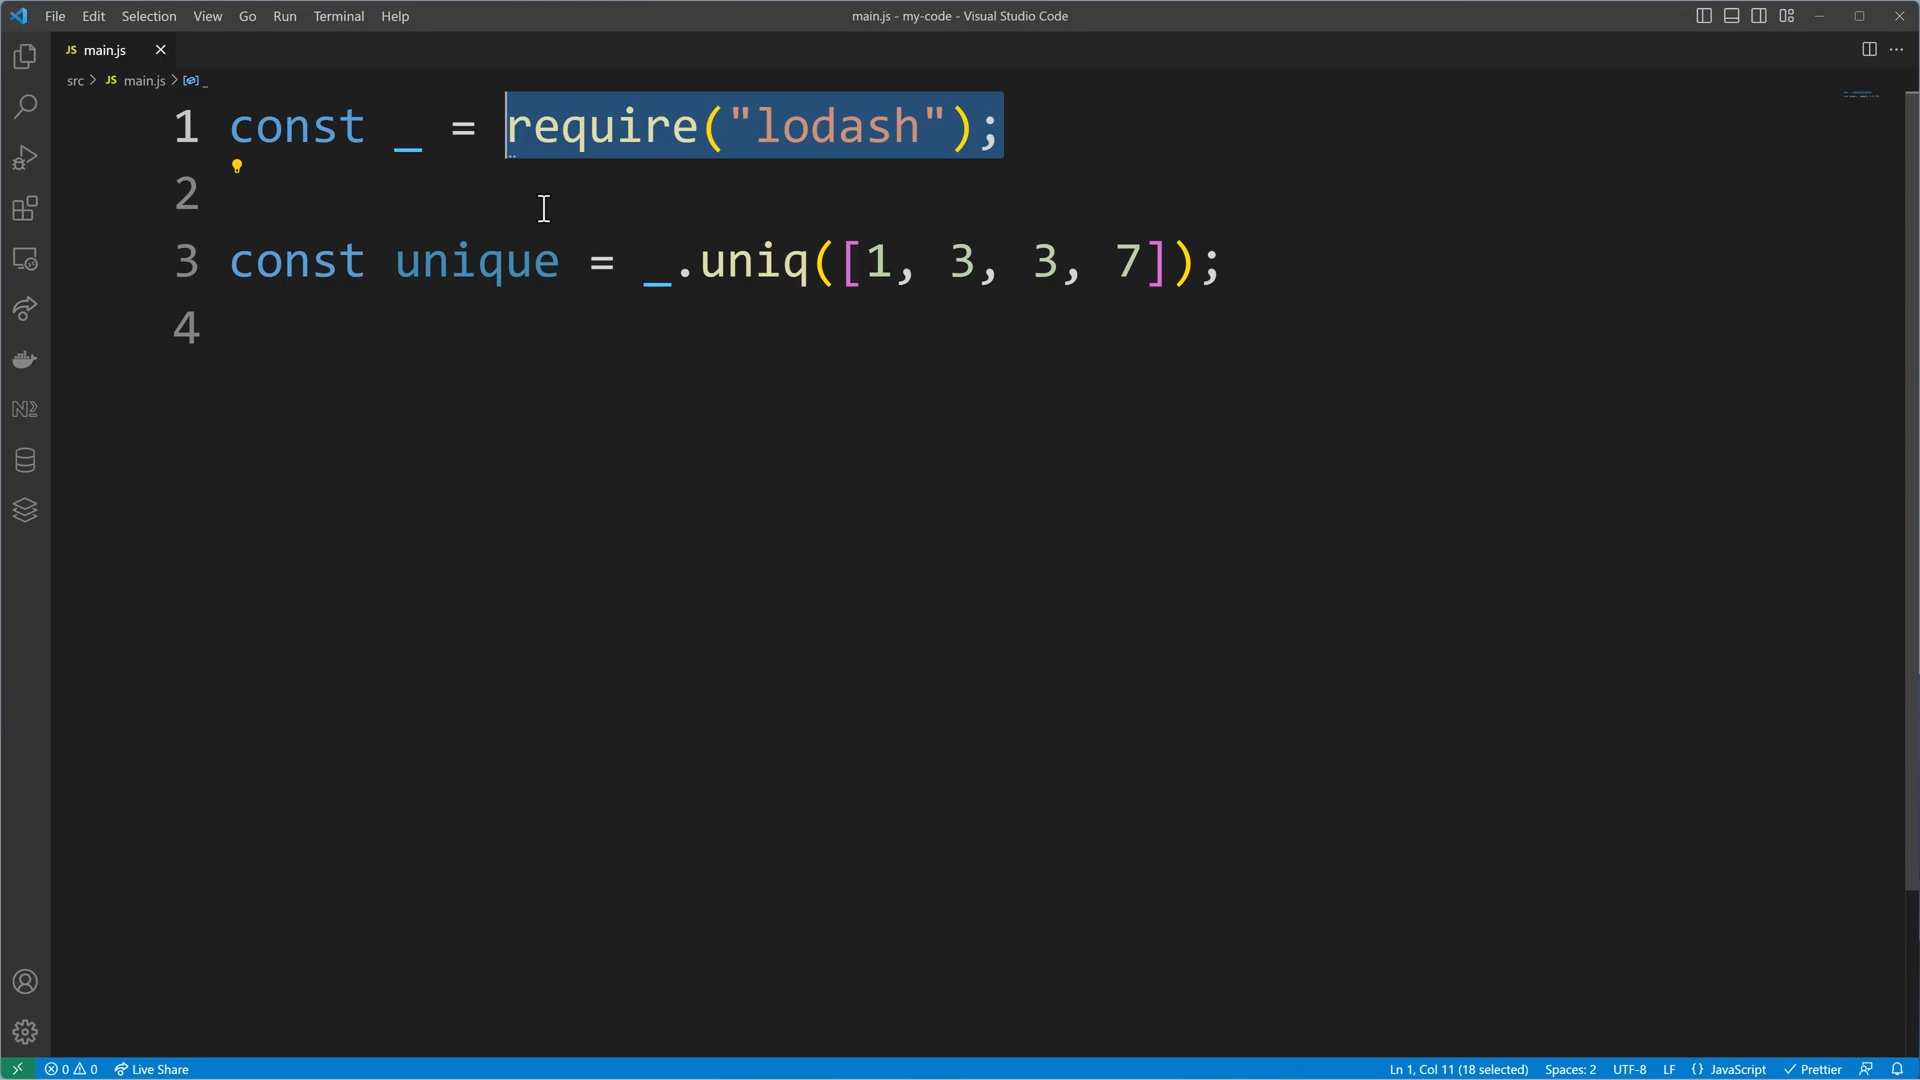 File Edit Selection View Go Run Terminal Help main.js - my-code - Visual Studio Code
JS main.js
src > JS main.js > _
1 const _ = require("lodash");
2
3 const unique = _.uniq([1, 3, 3, 7]);
4
0 0 Live Share Ln 1, Col 11 (18 selected) Spaces: 2 UTF-8 LF {} JavaScript Prettier